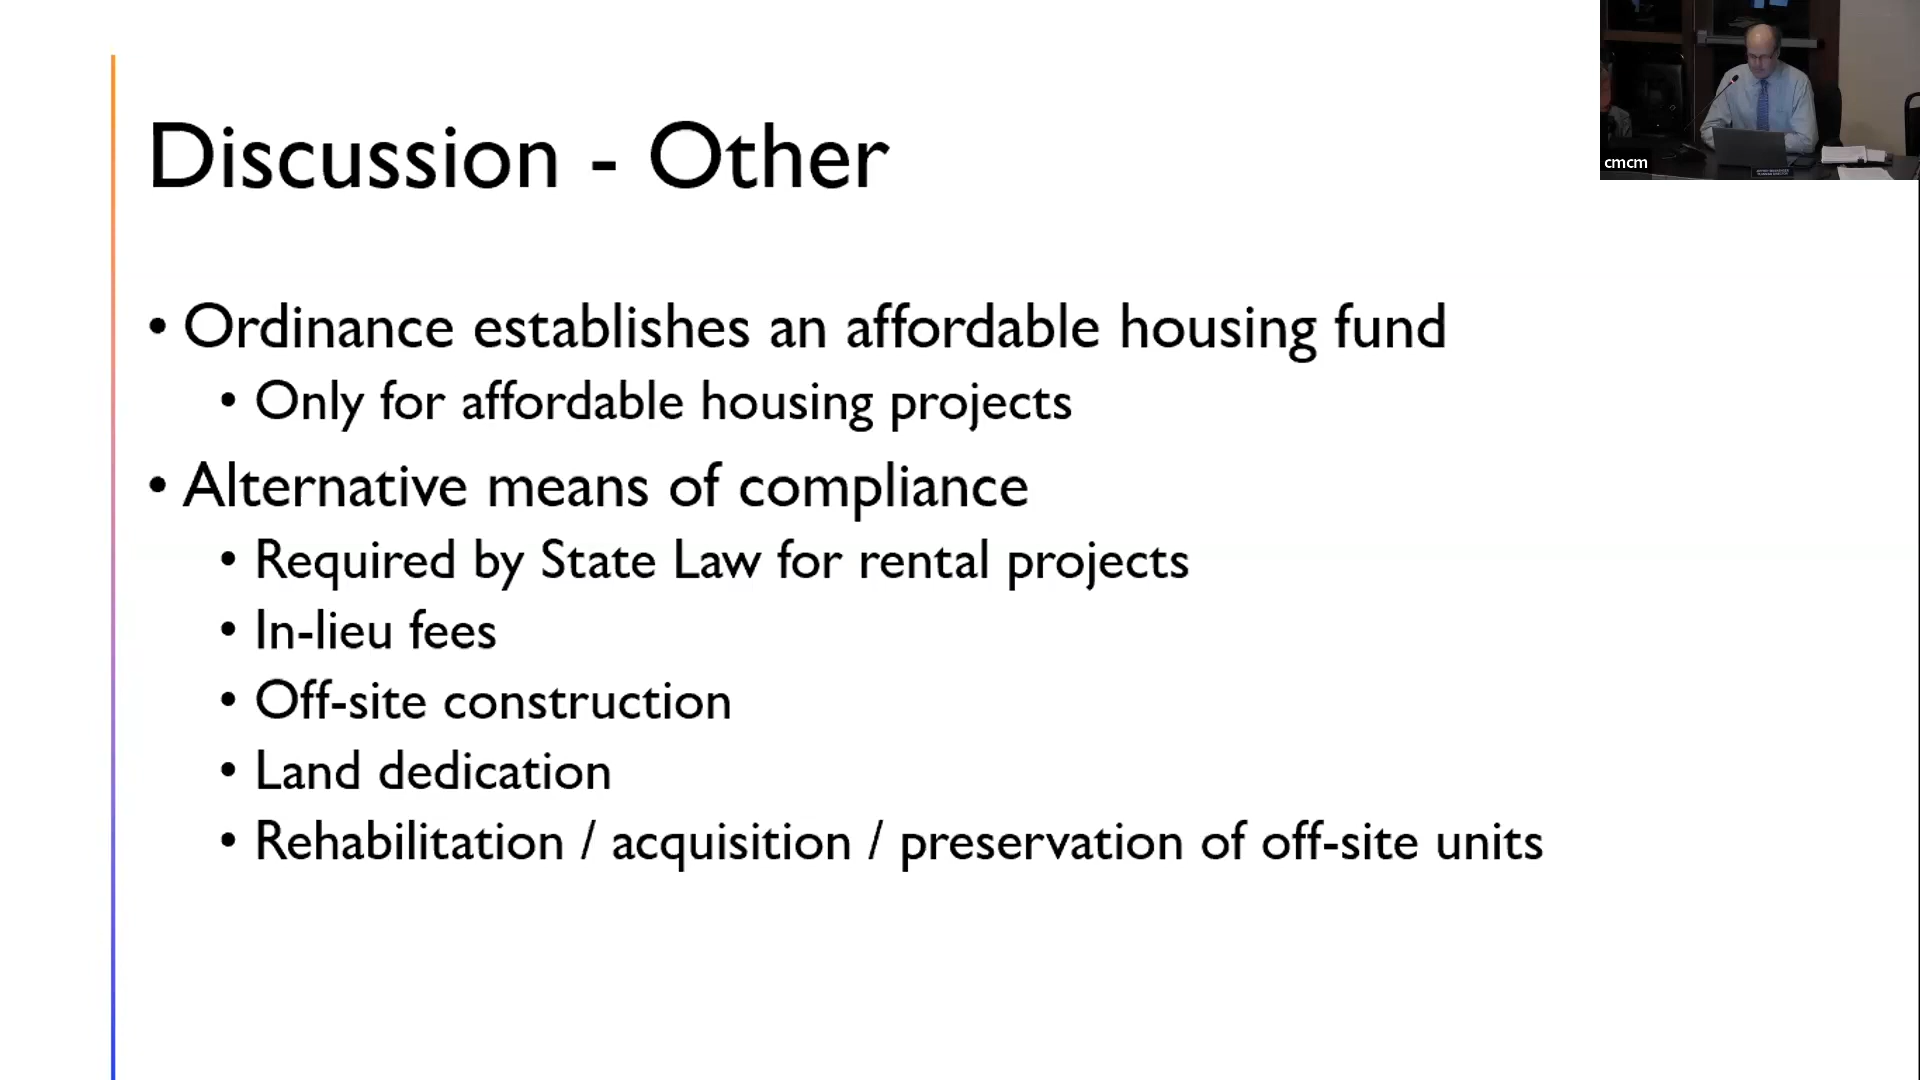 Discussion - Other
• Ordinance establishes an affordable housing fund
• Only for affordable housing projects
• Alternative means of compliance
• Required by State Law for rental projects
• In-lieu fees
• Off-site construction
• Land dedication
• Rehabilitation / acquisition / preservation of off-site units
cmcm